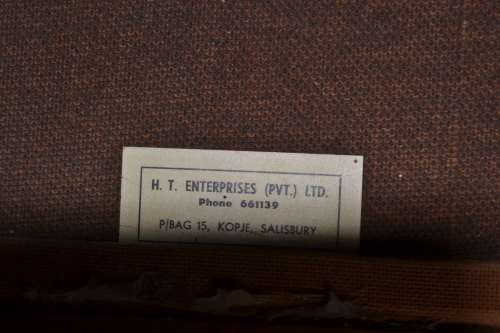 H. T. ENTERPRISES (PVT.) LTD.
Phone 661139
P/BAG 15, KOPJE, SALISBURY